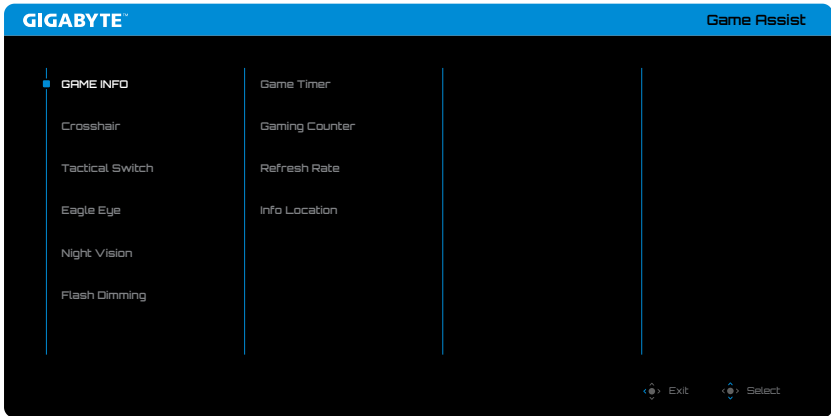 GIGABYTE™
Game Assist
GAME INFO
Crosshair
Tactical Switch
Eagle Eye
Night Vision
Flash Dimming
Game Timer
Gaming Counter
Refresh Rate
Info Location
Exit
Select